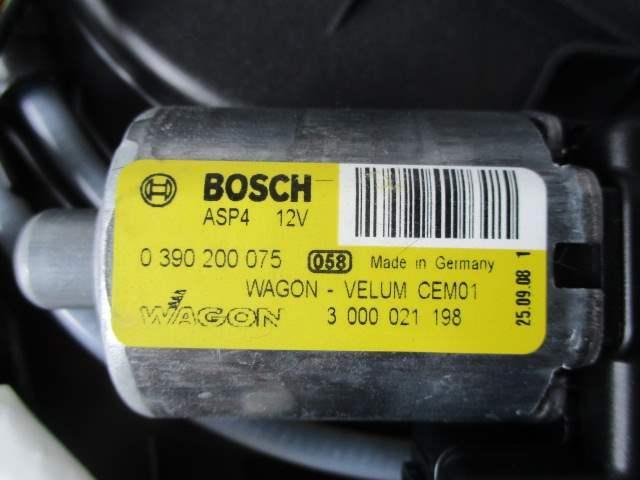 BOSCH
ASP4 12V
0 390 200 075 058 Made in Germany
WAGON - VELUM CEM01
WAGON 3 000 021 198
25.09.08 1